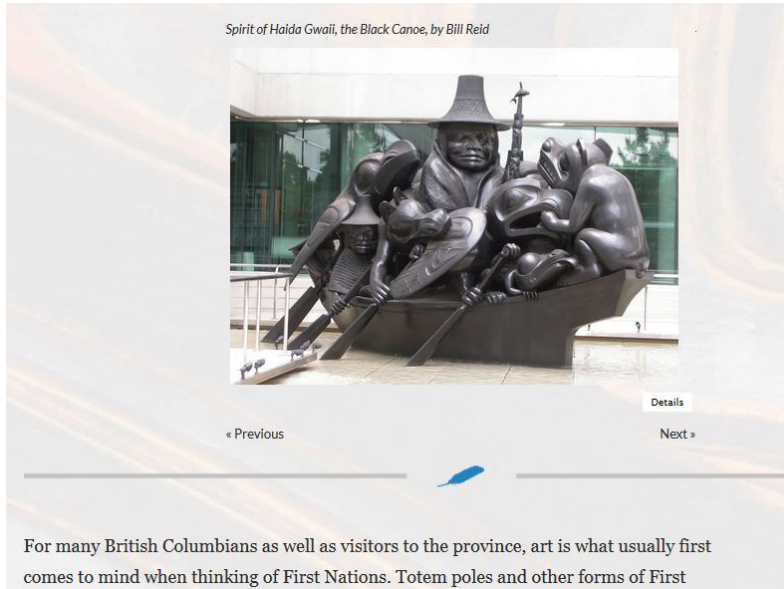 Spirit of Haida Gwaii, the Black Canoe, by Bill Reid
Details
« Previous
Next »
For many British Columbians as well as visitors to the province, art is what usually first
comes to mind when thinking of First Nations. Totem poles and other forms of First